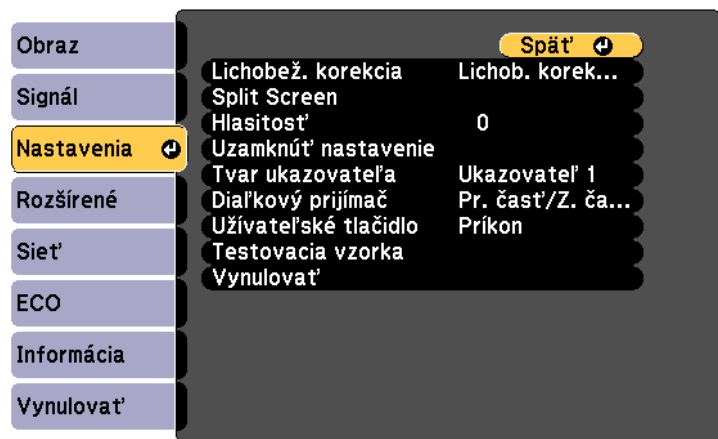 Obraz
Signál
Nastavenia
Rozšírené
Sieť
ECO
Informácia
Vynulovať
Späť
Lichobež. korekcia Lichob. korek...
Split Screen
Hlasitosť 0
Uzamknúť nastavenie
Tvar ukazovateľa Ukazovateľ 1
Diaľkový prijímač Pr. časť/Z. ča...
Užívateľské tlačidlo Príkon
Testovacia vzorka
Vynulovať